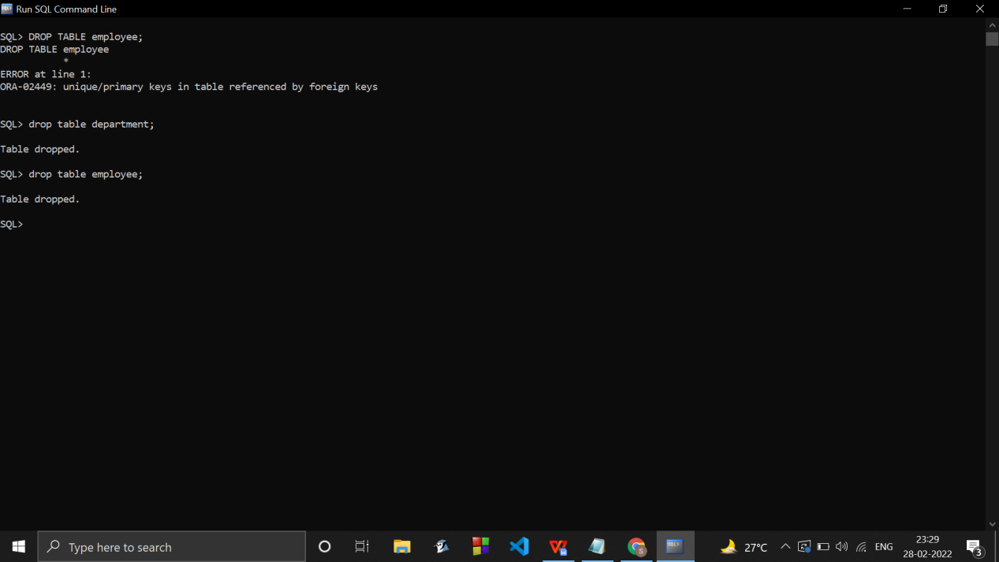 Run SQL Command Line
SQL> DROP TABLE employee;
DROP TABLE employee
*
ERROR at line 1:
ORA-02449: unique/primary keys in table referenced by foreign keys
SQL> drop table department;
Table dropped.
SQL> drop table employee;
Table dropped.
SQL>
Type here to search
27°C
ENG
23:29
28-02-2022
3